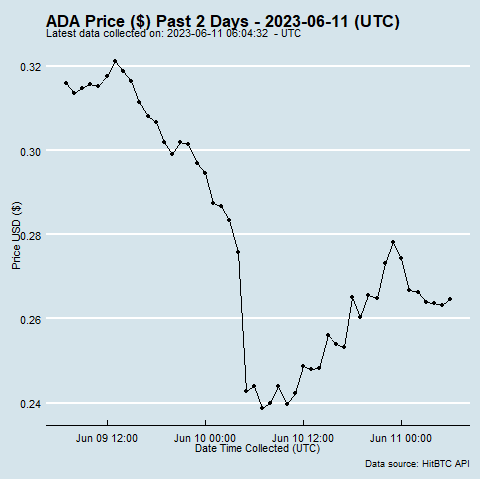 ADA Price ($) Past 2 Days - 2023-06-11 (UTC)
Latest data collected on: 2023-06-11 06:04:32 - UTC
0.32
0.30
0.28
0.26
0.24
Price USD ($)
Jun 09 12:00
Jun 10 00:00
Jun 10 12:00
Jun 11 00:00
Date Time Collected (UTC)
Data source: HitBTC API